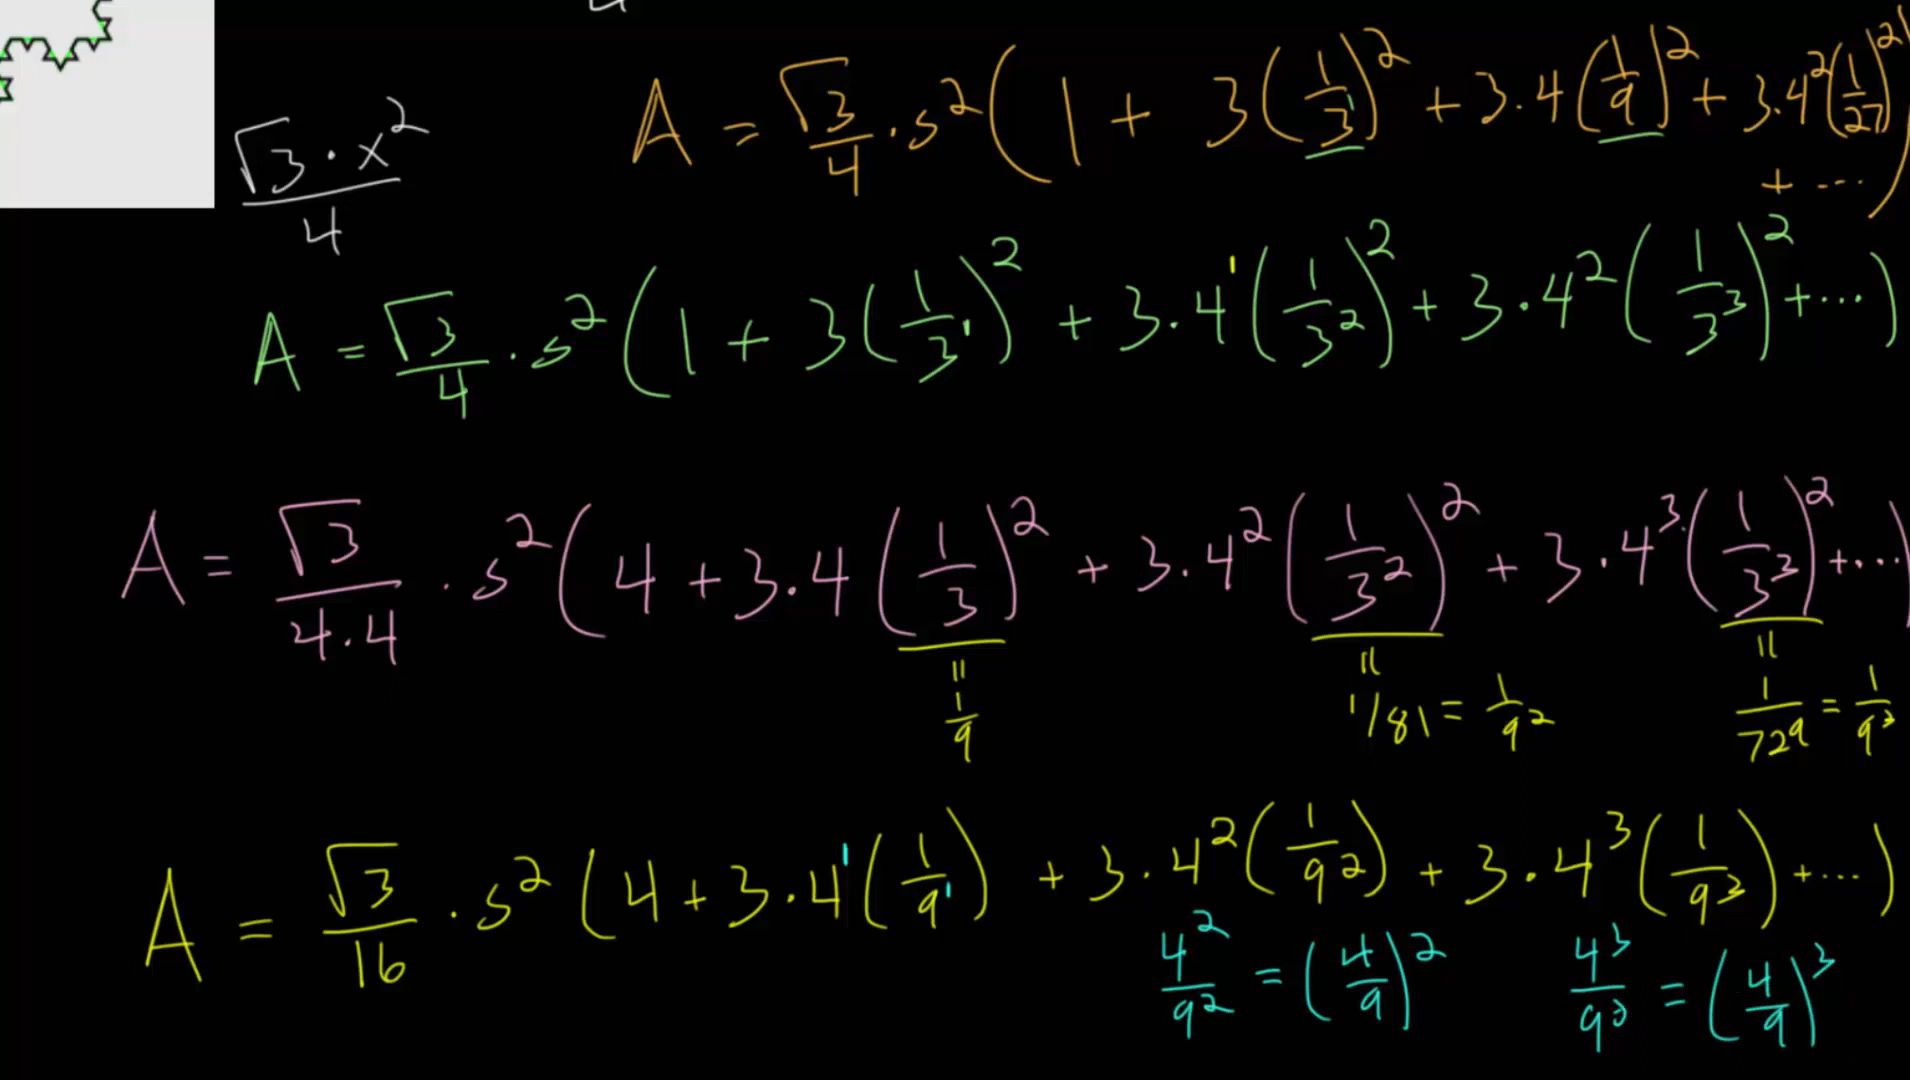 A = √3/4 · s² (1 + 3(1/3)² + 3·4(1/9)² + 3·4²(1/27)²
+ ...)
√3 · x² / 4
A = √3/4 · s² (1 + 3(1/3¹)² + 3·4¹(1/3²)² + 3·4²(1/3³)² + ...)
A = √3/4·4 · s² (4 + 3·4(1/3)² + 3·4²(1/3²)² + 3·4³(1/3³)² + ...)
= 1/9
= 1/81 = 1/9²
= 1/729 = 1/9³
A = √3/16 · s² (4 + 3·4¹(1/9¹) + 3·4²(1/9²) + 3·4³(1/9³) + ...)
4²/9² = (4/9)²
4³/9³ = (4/9)³